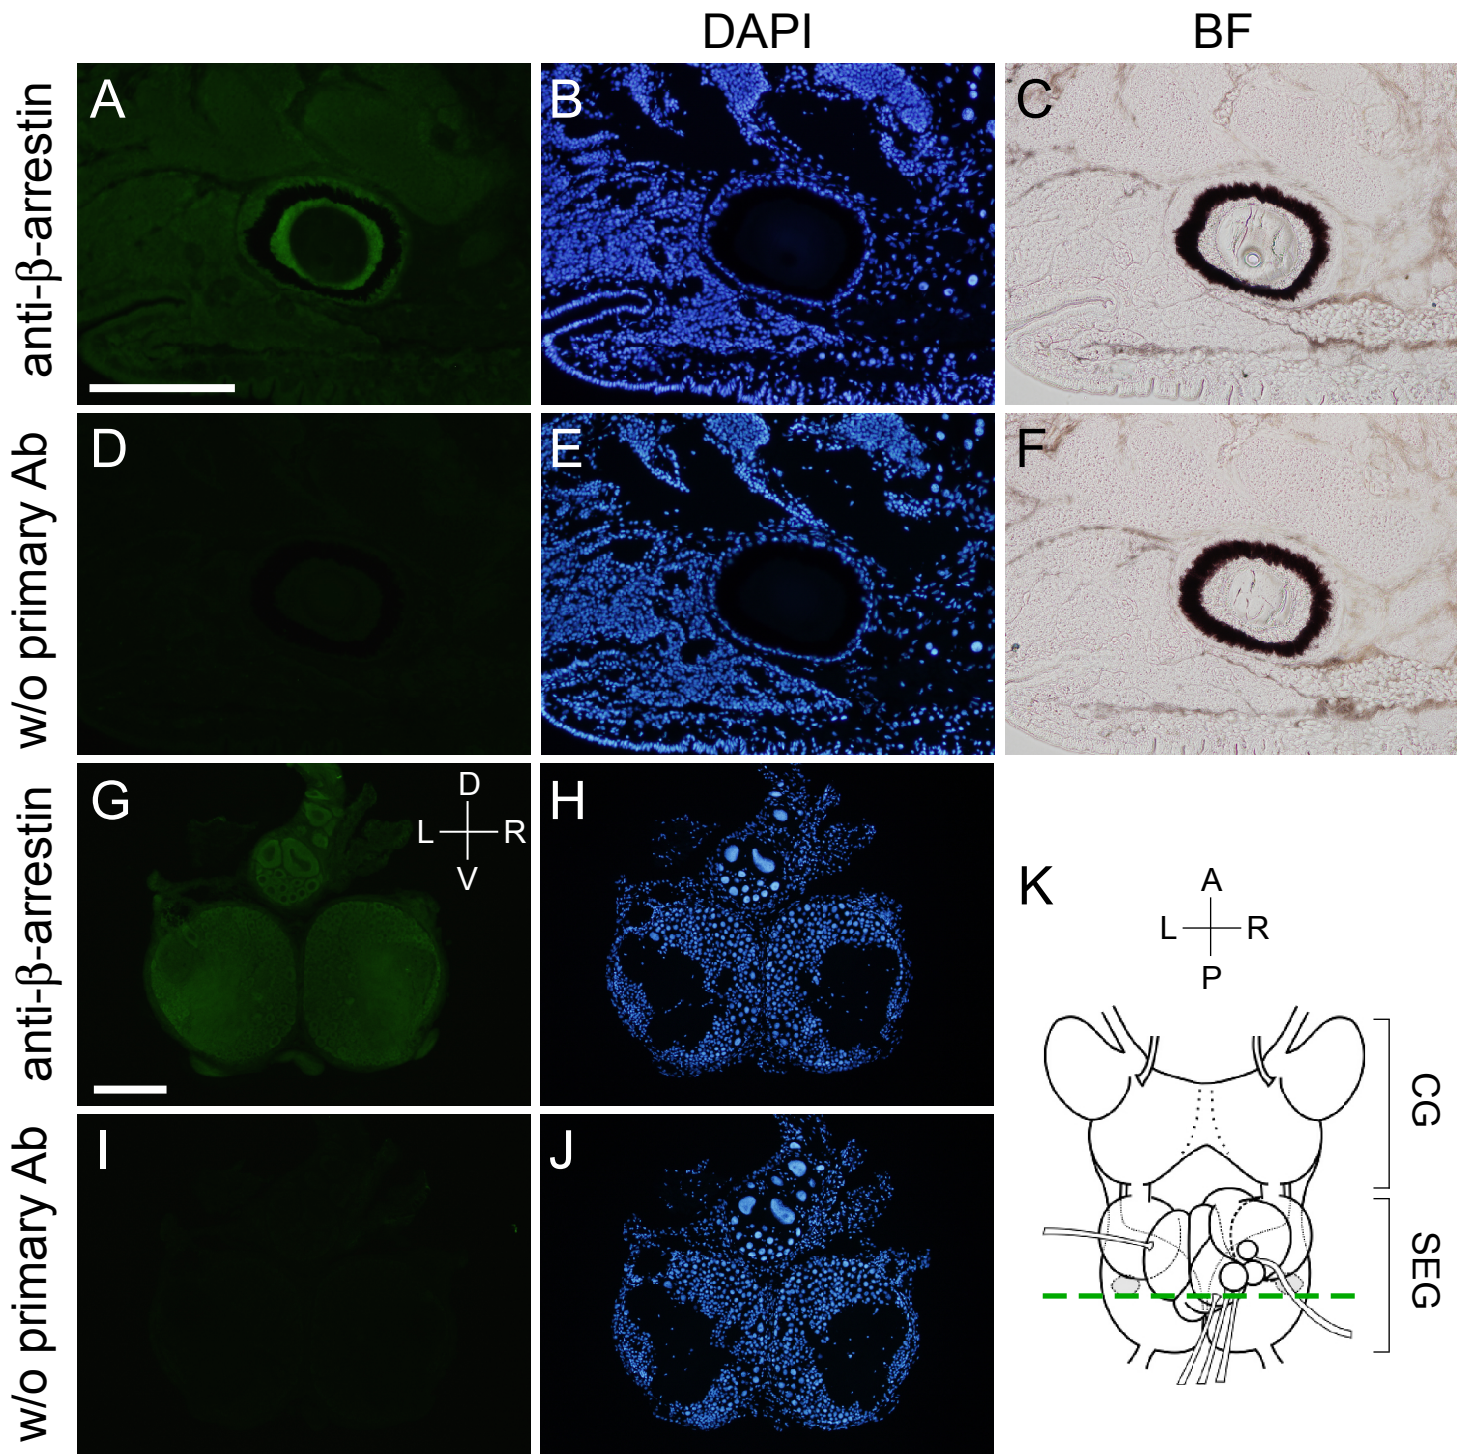 DAPI
BF
anti-β-arrestin
A
B
C
w/o primary Ab
D
E
F
anti-β-arrestin
G
D
L
R
V
H
w/o primary Ab
I
J
K
A
L
R
P
CG
SEG